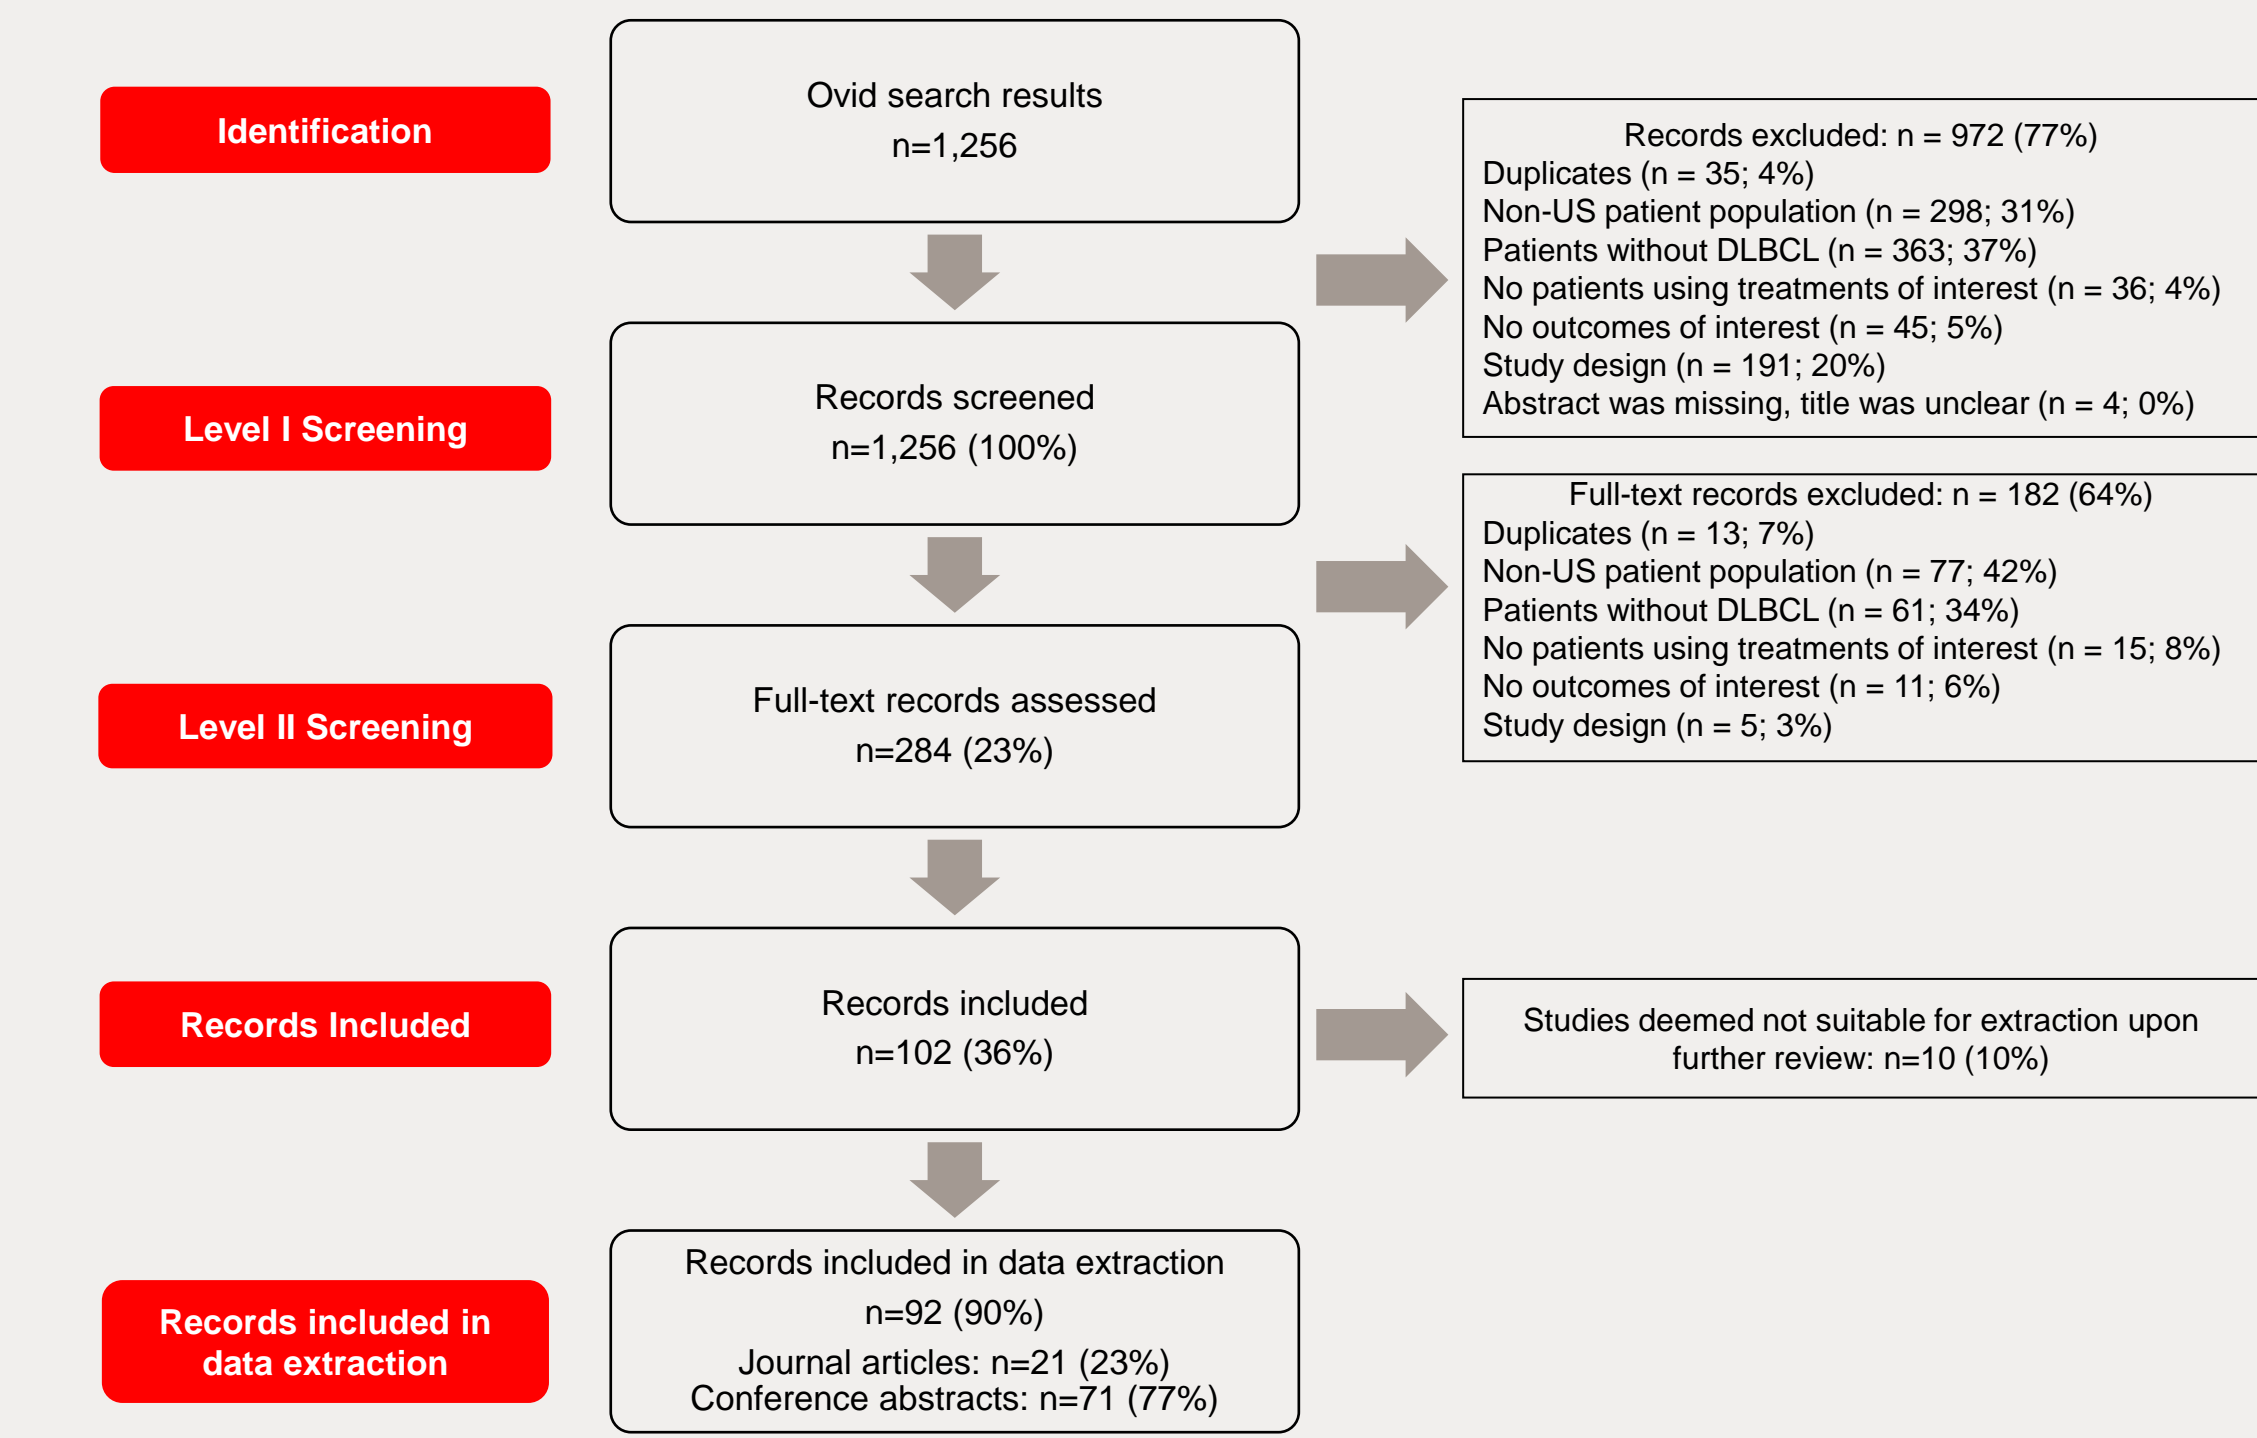 Identification
Ovid search results
n=1,256
Records excluded: n = 972 (77%)
Duplicates (n = 35; 4%)
Non-US patient population (n = 298; 31%)
Patients without DLBCL (n = 363; 37%)
No patients using treatments of interest (n = 36; 4%)
No outcomes of interest (n = 45; 5%)
Study design (n = 191; 20%)
Abstract was missing, title was unclear (n = 4; 0%)
Level I Screening
Records screened
n=1,256 (100%)
Full-text records excluded: n = 182 (64%)
Duplicates (n = 13; 7%)
Non-US patient population (n = 77; 42%)
Patients without DLBCL (n = 61; 34%)
No patients using treatments of interest (n = 15; 8%)
No outcomes of interest (n = 11; 6%)
Study design (n = 5; 3%)
Level II Screening
Full-text records assessed
n=284 (23%)
Records Included
Records included
n=102 (36%)
Studies deemed not suitable for extraction upon
further review: n=10 (10%)
Records included in
data extraction
Records included in data extraction
n=92 (90%)
Journal articles: n=21 (23%)
Conference abstracts: n=71 (77%)